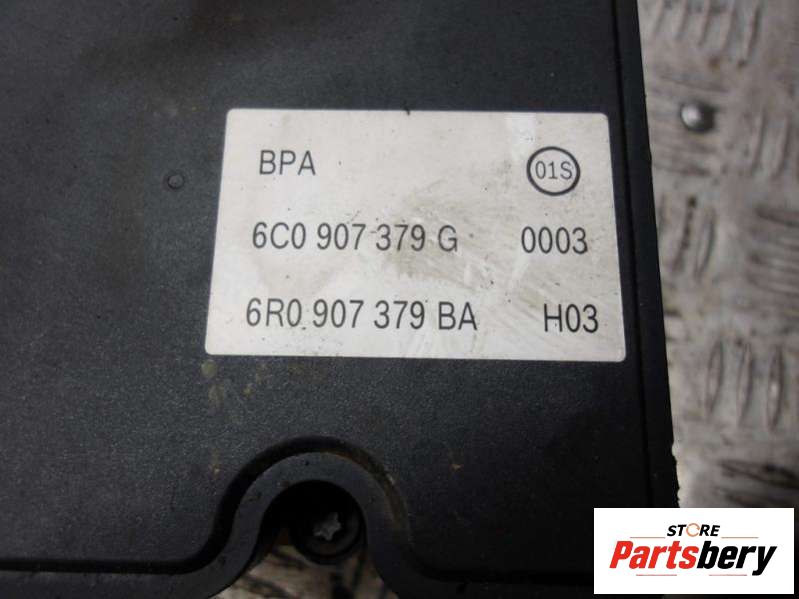 BPA 01S
6C0 907 379 G 0003
6R0 907 379 BA H03
STORE
Partsbery